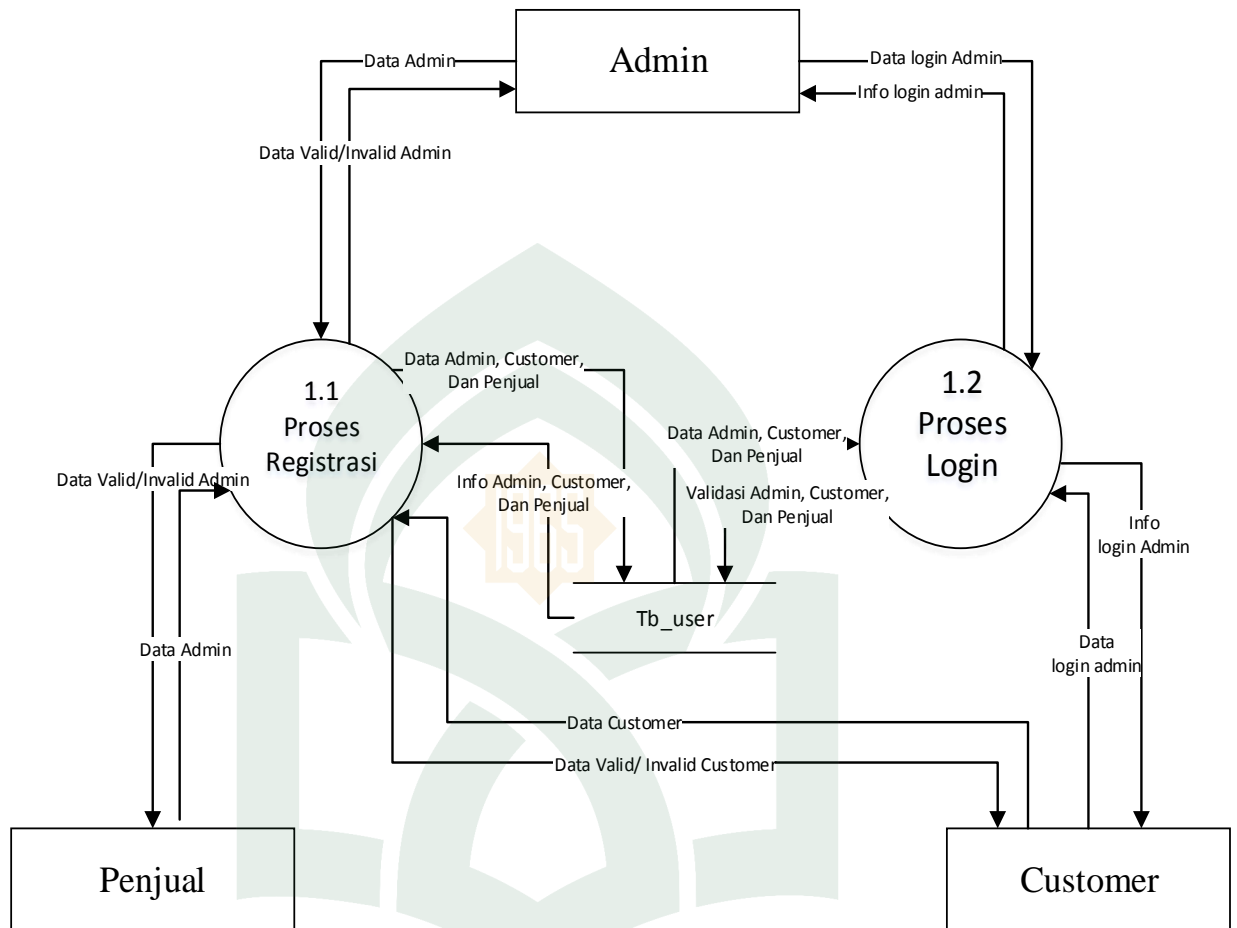 Admin
Data Admin
Data login Admin
Info login admin
Data Valid/Invalid Admin
1.1
Proses
Registrasi
Data Admin, Customer,
Dan Penjual
1.2
Proses
Login
Data Admin, Customer,
Dan Penjual
Data Valid/Invalid Admin
Info Admin, Customer,
Dan Penjual
Validasi Admin, Customer,
Dan Penjual
Info
login Admin
1965
Tb_user
Data Admin
Data
login admin
Data Customer
Data Valid/ Invalid Customer
Penjual
Customer